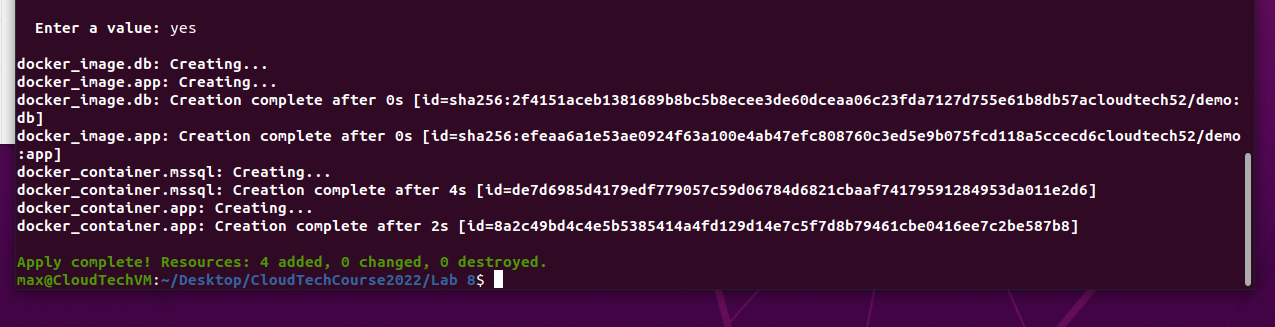 Enter a value: yes
docker_image.db: Creating...
docker_image.app: Creating...
docker_image.db: Creation complete after 0s [id=sha256:2f4151aceb1381689b8bc5b8ecee3de60dceaa06c23fda7127d755e61b8db57acloudtech52/demo:
db]
docker_image.app: Creation complete after 0s [id=sha256:efeaa6a1e53ae0924f63a100e4ab47efc808760c3ed5e9b075fcd118a5ccecd6cloudtech52/demo
:app]
docker_container.mssql: Creating...
docker_container.mssql: Creation complete after 4s [id=de7d6985d4179edf779057c59d06784d6821cbaaf74179591284953da011e2d6]
docker_container.app: Creating...
docker_container.app: Creation complete after 2s [id=8a2c49bd4c4e5b5385414a4fd129d14e7c5f7d8b79461cbe0416ee7c2be587b8]
Apply complete! Resources: 4 added, 0 changed, 0 destroyed.
max@CloudTechVM:~/Desktop/CloudTechCourse2022/Lab 8$